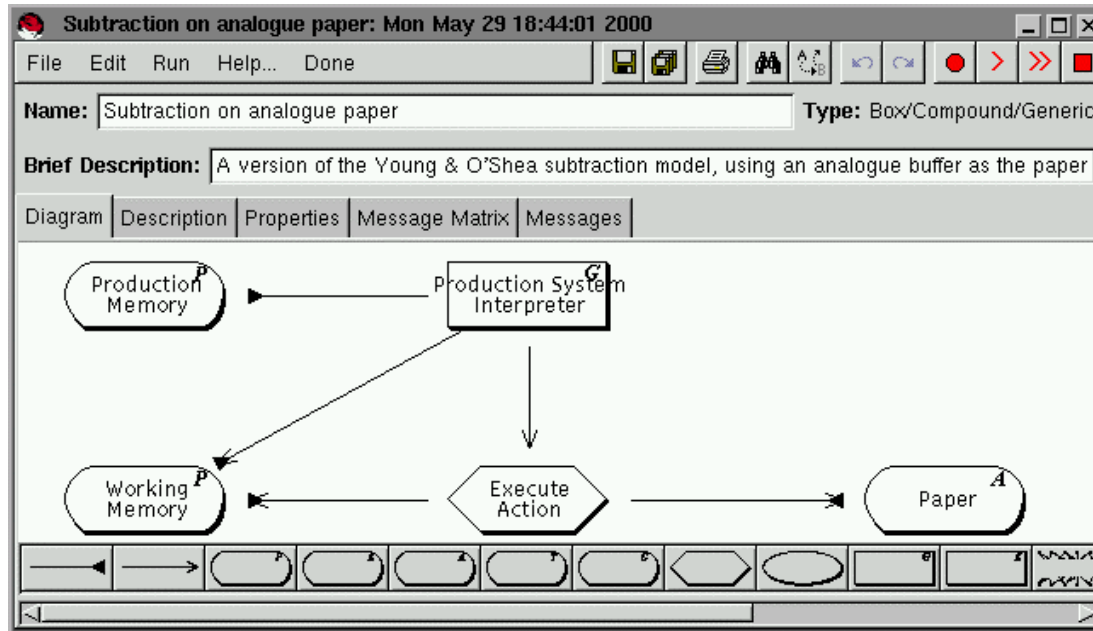 Subtraction on analogue paper: Mon May 29 18:44:01 2000
File Edit Run Help... Done
Name: Subtraction on analogue paper Type: Box/Compound/Generic
Brief Description: A version of the Young & O'Shea subtraction model, using an analogue buffer as the paper
Diagram Description Properties Message Matrix Messages
P
Production
Memory
G
Production System
Interpreter
P
Working
Memory
Execute
Action
A
Paper